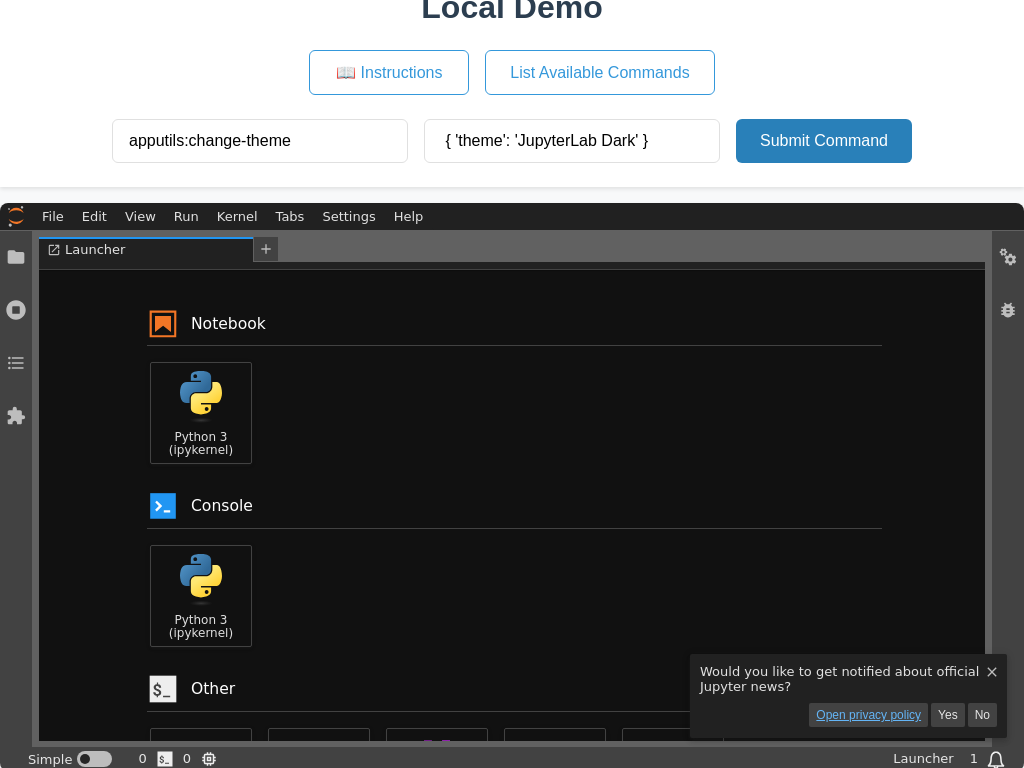 Local Demo
📖 Instructions
List Available Commands
apputils:change-theme
{ 'theme': 'JupyterLab Dark' }
Submit Command
File Edit View Run Kernel Tabs Settings Help
Launcher
Notebook
Python 3
(ipykernel)
Console
Python 3
(ipykernel)
$_ Other
Would you like to get notified about official
Jupyter news?
Open privacy policy Yes No
Simple 0 $_ 0 Launcher 1